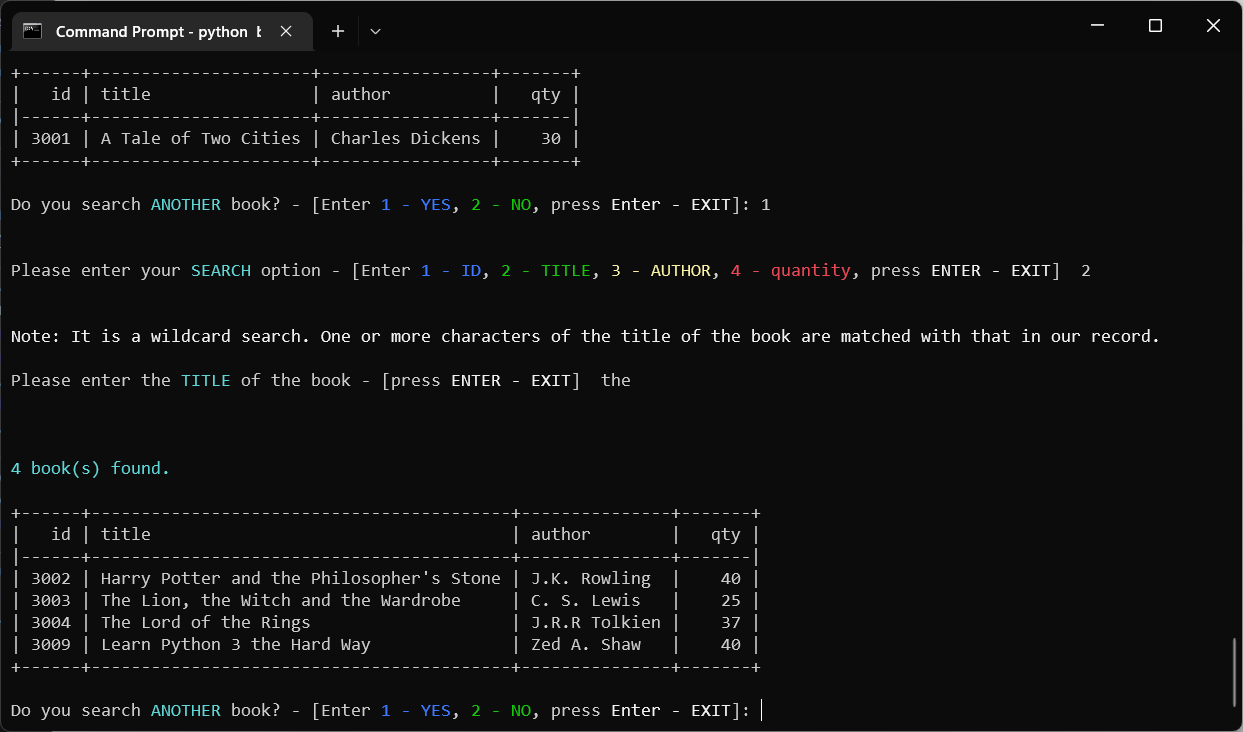 Command Prompt - python
+------+----------------------+-----------------+-------+
|   id | title                | author          |   qty |
|------+----------------------+-----------------+-------|
| 3001 | A Tale of Two Cities | Charles Dickens |    30 |
+------+----------------------+-----------------+-------+
Do you search ANOTHER book? - [Enter 1 - YES, 2 - NO, press Enter - EXIT]: 1
Please enter your SEARCH option - [Enter 1 - ID, 2 - TITLE, 3 - AUTHOR, 4 - quantity, press ENTER - EXIT]  2
Note: It is a wildcard search. One or more characters of the title of the book are matched with that in our record.
Please enter the TITLE of the book - [press ENTER - EXIT]  the
4 book(s) found.
+------+------------------------------------------+---------------+-------+
|   id | title                                    | author        |   qty |
|------+------------------------------------------+---------------+-------|
| 3002 | Harry Potter and the Philosopher's Stone | J.K. Rowling  |    40 |
| 3003 | The Lion, the Witch and the Wardrobe     | C. S. Lewis   |    25 |
| 3004 | The Lord of the Rings                    | J.R.R Tolkien |    37 |
| 3009 | Learn Python 3 the Hard Way              | Zed A. Shaw   |    40 |
+------+------------------------------------------+---------------+-------+
Do you search ANOTHER book? - [Enter 1 - YES, 2 - NO, press Enter - EXIT]: